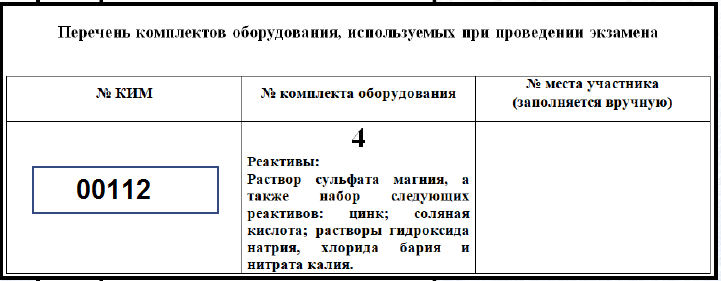 Перечень комплектов оборудования, используемых при проведении экзамена
№ КИМ
№ комплекта оборудования
№ места участника
(заполняется вручную)
00112
4
Реактивы:
Раствор сульфата магния, а
также набор следующих
реактивов: цинк; соляная
кислота; растворы гидроксида
натрия, хлорида бария и
нитрата калия.